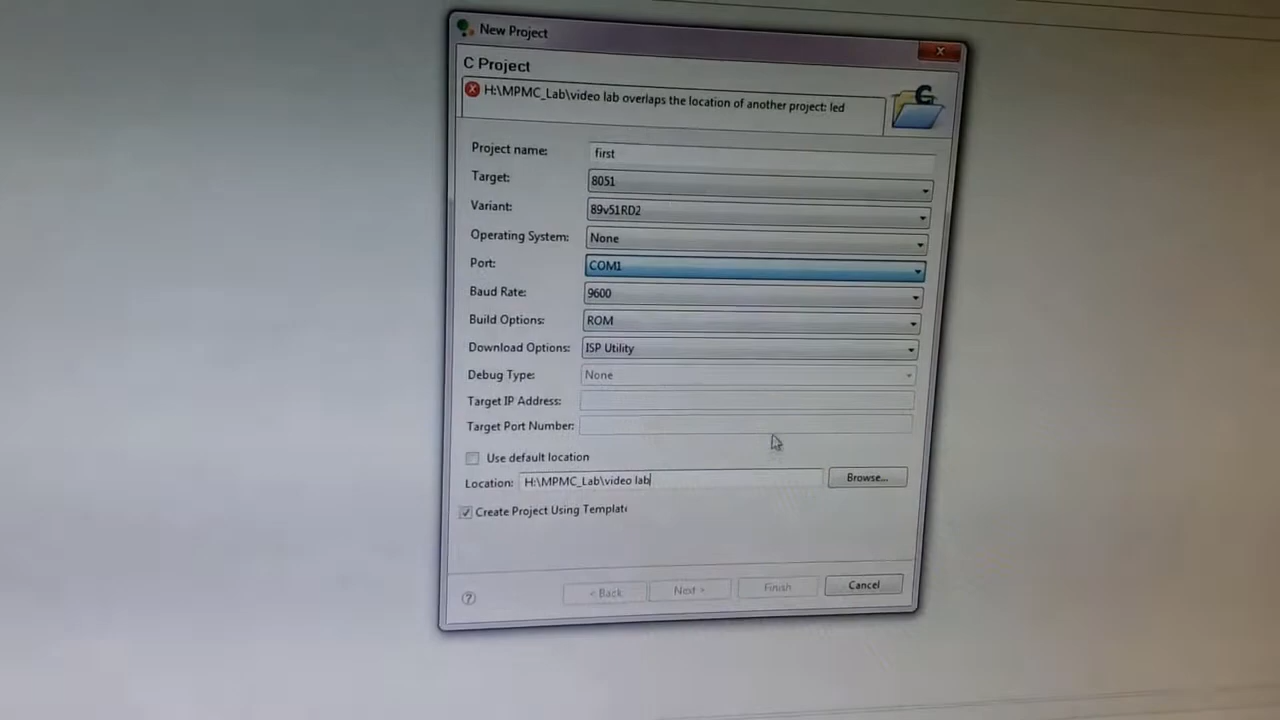 New Project
C Project
H:\MPMC_Lab\video lab overlaps the location of another project: led
Project name: first
Target: 8051
Variant: 89v51RD2
Operating System: None
Port: COM1
Baud Rate: 9600
Build Options: ROM
Download Options: ISP Utility
Debug Type: None
Target IP Address:
Target Port Number:
Use default location
Location: H:\MPMC_Lab\video lab Browse...
Create Project Using Template
< Back Next > Finish Cancel